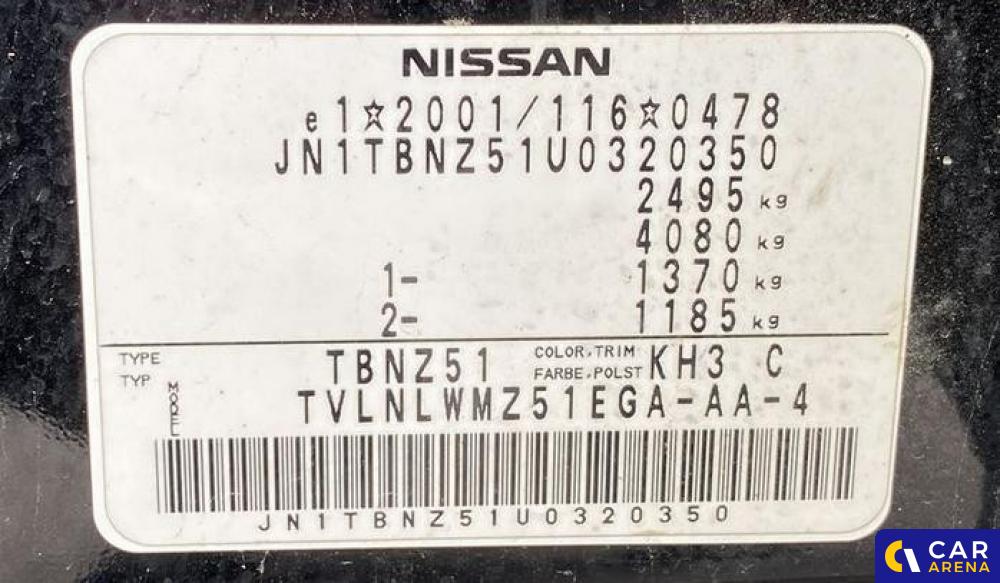 NISSAN
e1☆2001/116☆0478
JN1TBNZ51U0320350
2495 kg
4080 kg
1- 1370 kg
2- 1185 kg
TYPE TBNZ51 COLOR,TRIM KH3 C
TYP FARBE,POLST
MODEL TVLNLWMZ51EGA-AA-4
JN1TBNZ51U0320350
CAR
ARENA